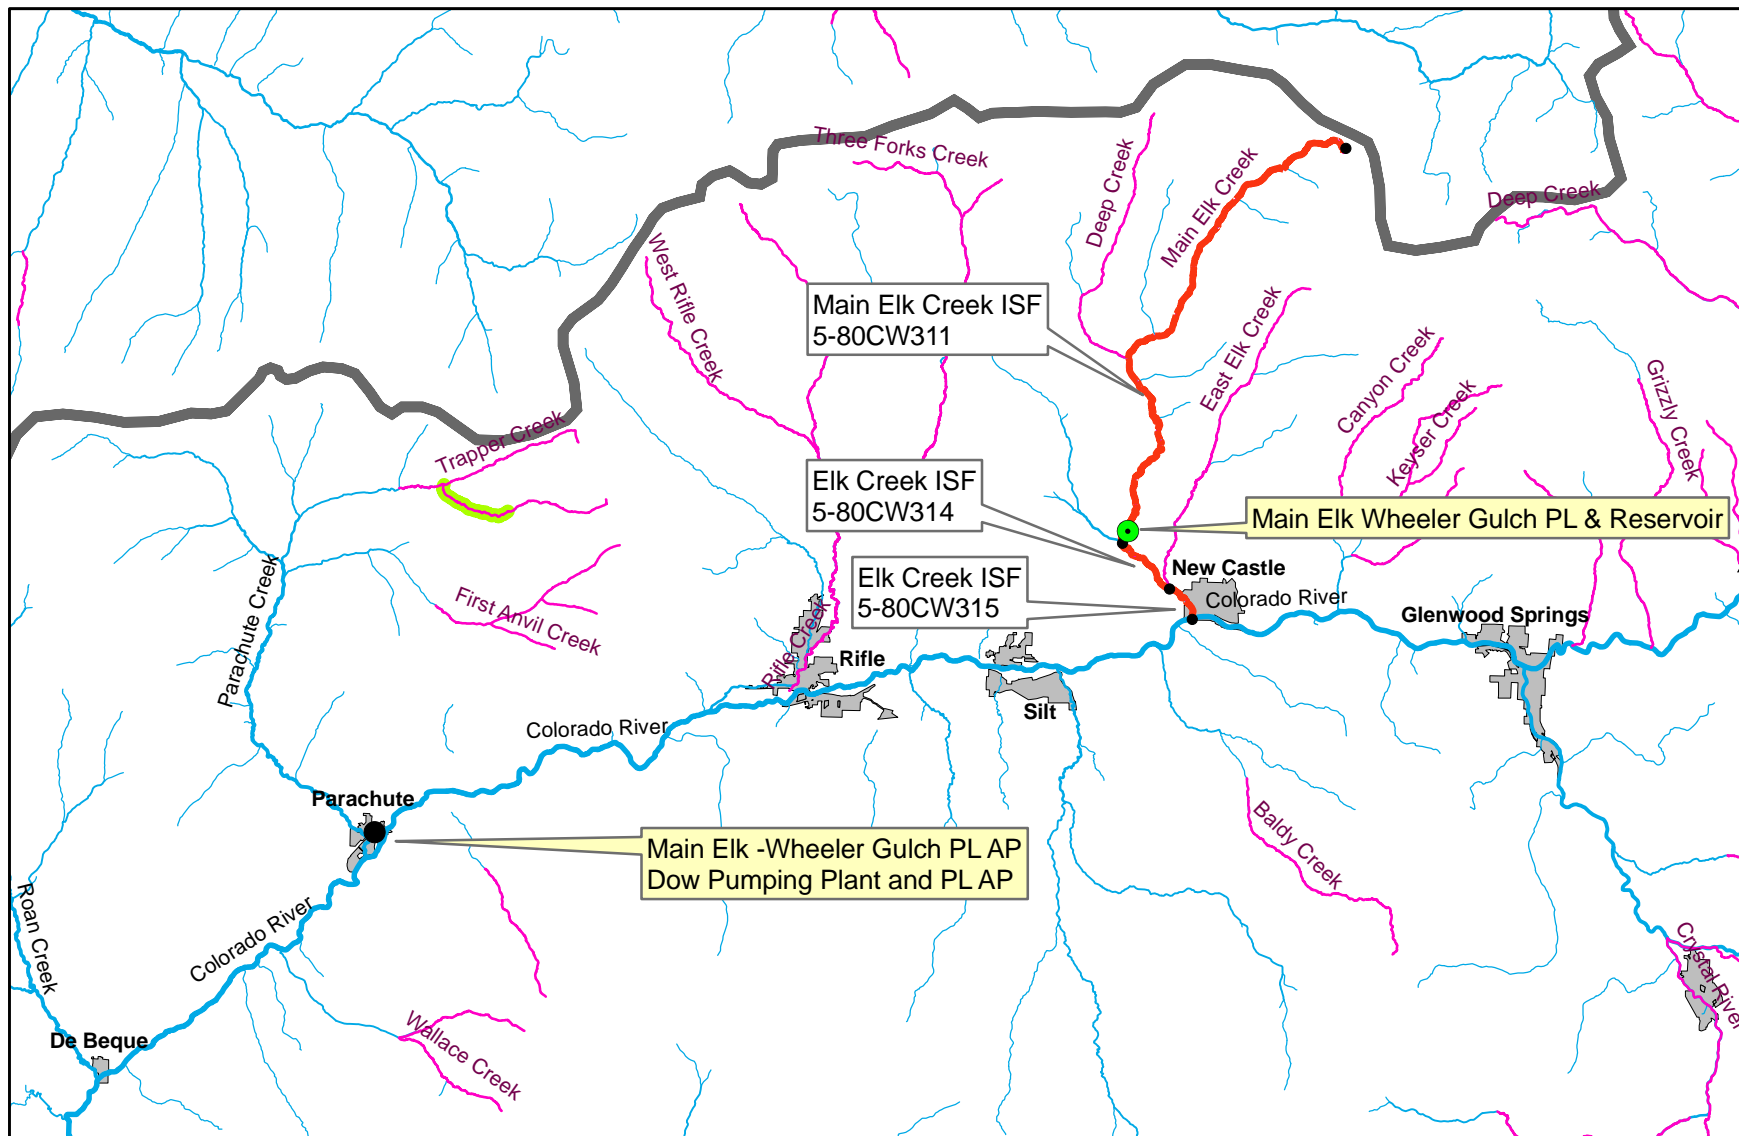 Three Forks Creek
Deep Creek
Main Elk Creek
Deep Creek
West Rifle Creek
Main Elk Creek ISF
5-80CW311
East Elk Creek
Canyon Creek
Keyser Creek
Grizzly Creek
Trapper Creek
Elk Creek ISF
5-80CW314
Main Elk Wheeler Gulch PL & Reservoir
Elk Creek ISF
5-80CW315
New Castle
Colorado River
Glenwood Springs
Parachute Creek
First Anvil Creek
Rifle Creek
Rifle
Silt
Colorado River
Parachute
Main Elk -Wheeler Gulch PL AP
Dow Pumping Plant and PL AP
Baldy Creek
Roan Creek
Colorado River
Crystal River
De Beque
Wallace Creek